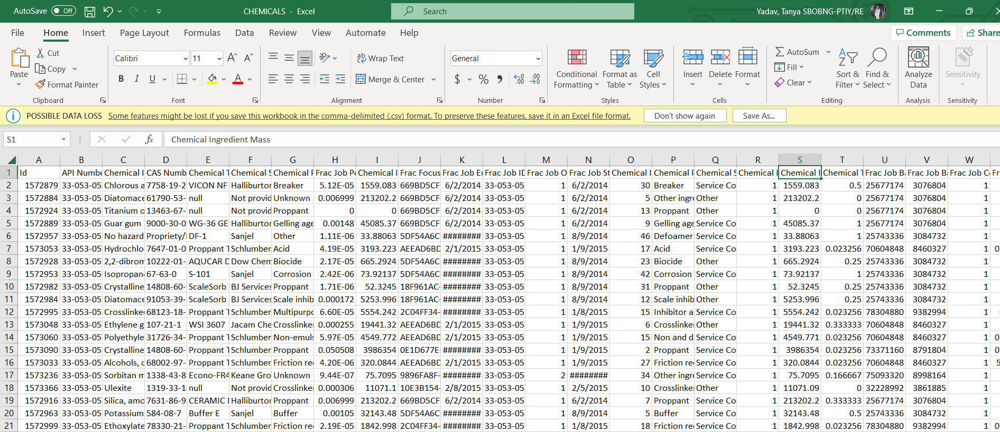 AutoSave Off CHEMICALS - Excel Search Yadav, Tanya SBOBNG-PTIY/RE
File Home Insert Page Layout Formulas Data Review View Automate Help Comments Share
Paste Cut Copy Format Painter Clipboard
Calibri 11 B I U A Font
Wrap Text Merge & Center Alignment
General $ % Number
Conditional Formatting Format as Table Cell Styles Styles
Insert Delete Format Cells
AutoSum Fill Clear Sort & Filter Find & Select Editing
Analyze Data Analysis
Sensitivity Sensitivity
POSSIBLE DATA LOSS Some features might be lost if you save this workbook in the comma-delimited (.csv) format. To preserve these features, save it in an Excel file format. Don't show again Save As...
S1 fx Chemical Ingredient Mass
A B C D E F G H I J K L M N O P Q R S T U V W
1 Id API Numbe Chemical I CAS Numb Chemical T Chemical S Chemical P Frac Job Pe Chemical I Frac Focus Frac Job En Frac Job ID Frac Job O Frac Job St Chemical I Chemical P Chemical S Chemical I Chemical I Chemical T Frac Job Ba Frac Job Ba Frac Job C Fr
2 1572879 33-053-05 Chlorous a 7758-19-2 VICON NF Halliburtor Breaker 5.12E-05 1559.083 669BD5CF 6/2/2014 33-053-05 1 6/2/2014 30 Breaker Service Co 1 1559.083 0.5 25677174 3076804 1
3 1572884 33-053-05 Diatomace 61790-53- null Not provid Unknown 0.006999 213202.2 669BD5CF 6/2/2014 33-053-05 1 6/2/2014 5 Other ingre Other 1 213202.2 0 25677174 3076804 1
4 1572924 33-053-05 Titanium o 13463-67- null Not provid Proppant 0 0 669BD5CF 6/2/2014 33-053-05 1 6/2/2014 13 Proppant Other 1 0 0 25677174 3076804 1
5 1572889 33-053-05 Guar gum 9000-30-0 WG-36 GE Halliburtor Gelling age 0.00148 45085.37 669BD5CF 6/2/2014 33-053-05 1 6/2/2014 9 Gelling age Service Co 1 45085.37 1 25677174 3076804 1
6 1572957 33-053-05 No hazard Propriety/ DF-1 Sanjel Other 1.11E-06 33.88063 5DF54A6C ######## 33-053-05 1 8/9/2014 46 Defoamer Service Co 1 33.88063 1 25743336 3084732 1
7 1573053 33-053-05 Hydrochlo 7647-01-0 Proppant T Schlumber Acid 4.19E-05 3193.223 AEEAD6BD 2/1/2015 33-053-05 1 1/9/2015 17 Acid Service Co 1 3193.223 0.023256 70604848 8460327 1 0
8 1572928 33-053-05 2,2-dibrom 10222-01- AQUCAR D Dow Chem Biocide 2.17E-05 665.2924 5DF54A6C ######## 33-053-05 1 8/9/2014 23 Biocide Other 1 665.2924 0.25 25743336 3084732 1
9 1572953 33-053-05 Isopropan 67-63-0 S-101 Sanjel Corrosion 2.42E-06 73.92137 5DF54A6C ######## 33-053-05 1 8/9/2014 42 Corrosion Service Co 1 73.92137 1 25743336 3084732 1
10 1572982 33-053-05 Crystalline 14808-60- ScaleSorb BJ Services Proppant 1.71E-06 52.3245 18F961AC- ######## 33-053-05 1 8/9/2014 31 Proppant Other 1 52.3245 0.25 25743336 3084732 1
11 1572984 33-053-05 Diatomace 91053-39- ScaleSorb BJ Services Scale inhib 0.000172 5253.996 18F961AC- ######## 33-053-05 1 8/9/2014 12 Scale inhib Other 1 5253.996 0.25 25743336 3084732 1
12 1572995 33-053-05 Crosslinke 68123-18- Proppant T Schlumber Multipurpo 6.60E-05 5554.242 2C04FF34- ######## 33-053-05 1 1/8/2015 15 Inhibitor a Service Co 1 5554.242 0.023256 78304880 9382994 1
13 1573048 33-053-05 Ethylene g 107-21-1 WSI 3607 Jacam Che Crosslinke 0.000255 19441.32 AEEAD6BD 2/1/2015 33-053-05 1 1/9/2015 6 Crosslinke Other 1 19441.32 0.333333 70604848 8460327 1
14 1573060 33-053-05 Polyethyle 31726-34- Proppant T Schlumber Non-emuls 5.97E-05 4549.772 AEEAD6BD 2/1/2015 33-053-05 1 1/9/2015 15 Non and d Service Co 1 4549.771 0.023256 70604848 8460327 1 0
15 1573090 33-053-05 Crystalline 14808-60- Proppant T Schlumber Proppant 0.050508 3986354 0E1D677E- ######## 33-053-05 1 1/9/2015 2 Proppant Service Co 1 3986354 0.023256 73371160 8791804 1 0
16 1573033 33-053-05 Alcohols, c 68002-97- Proppant T Schlumber Friction re 4.20E-06 320.0844 AEEAD6BD 2/1/2015 33-053-05 1 1/9/2015 27 Friction re Service Co 1 320.0844 0.023256 70604848 8460327 1 5
17 1573236 33-053-05 Sorbitan m 1338-43-8 Econo-FR4 Keane Gro Unknown 9.44E-07 75.7095 9896FA8F- ######## 33-053-05 2 ######## 34 Other ingre Service Co 1 75.7095 0.166667 75093320 8998164 1
18 1573366 33-053-05 Ulexite 1319-33-1 null Not provid Crosslinke 0.000306 11071.1 10E3B154- 2/8/2015 33-053-05 1 2/5/2015 10 Crosslinke Other 1 11071.09 0 32228992 3861885 1
19 1572916 33-053-05 Silica, amo 7631-86-9 CERAMIC Halliburtor Proppant 0.006999 213202.2 669BD5CF 6/2/2014 33-053-05 1 6/2/2014 7 Proppant Service Co 1 213202.2 0.333333 25677174 3076804 1
20 1572963 33-053-05 Potassium 584-08-7 Buffer E Sanjel Buffer 0.00105 32143.48 5DF54A6C ######## 33-053-05 1 8/9/2014 5 Buffer Service Co 1 32143.48 0.5 25743336 3084732 1
21 1572999 33-053-05 Ethoxylate 78330-21- Proppant T Schlumber Friction re 2.19E-05 1842.998 2C04FF34- ######## 33-053-05 1 1/8/2015 18 Friction re Service Co 1 1842.998 0.023256 78304880 9382994 1 0